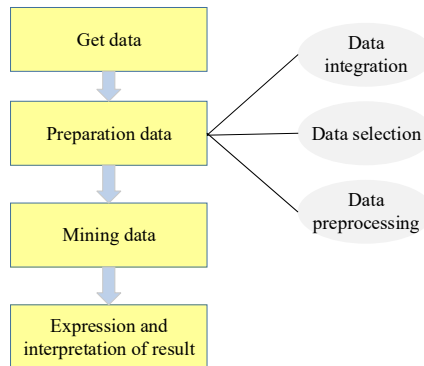 Get data
Data
integration
Preparation data
Data selection
Data
preprocessing
Mining data
Expression and
interpretation of result